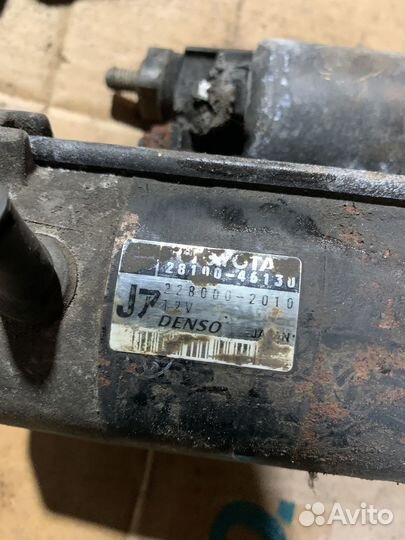 TOYOTA
28100-46130
J7 228000-2010
12V
DENSO JAPAN
Avito